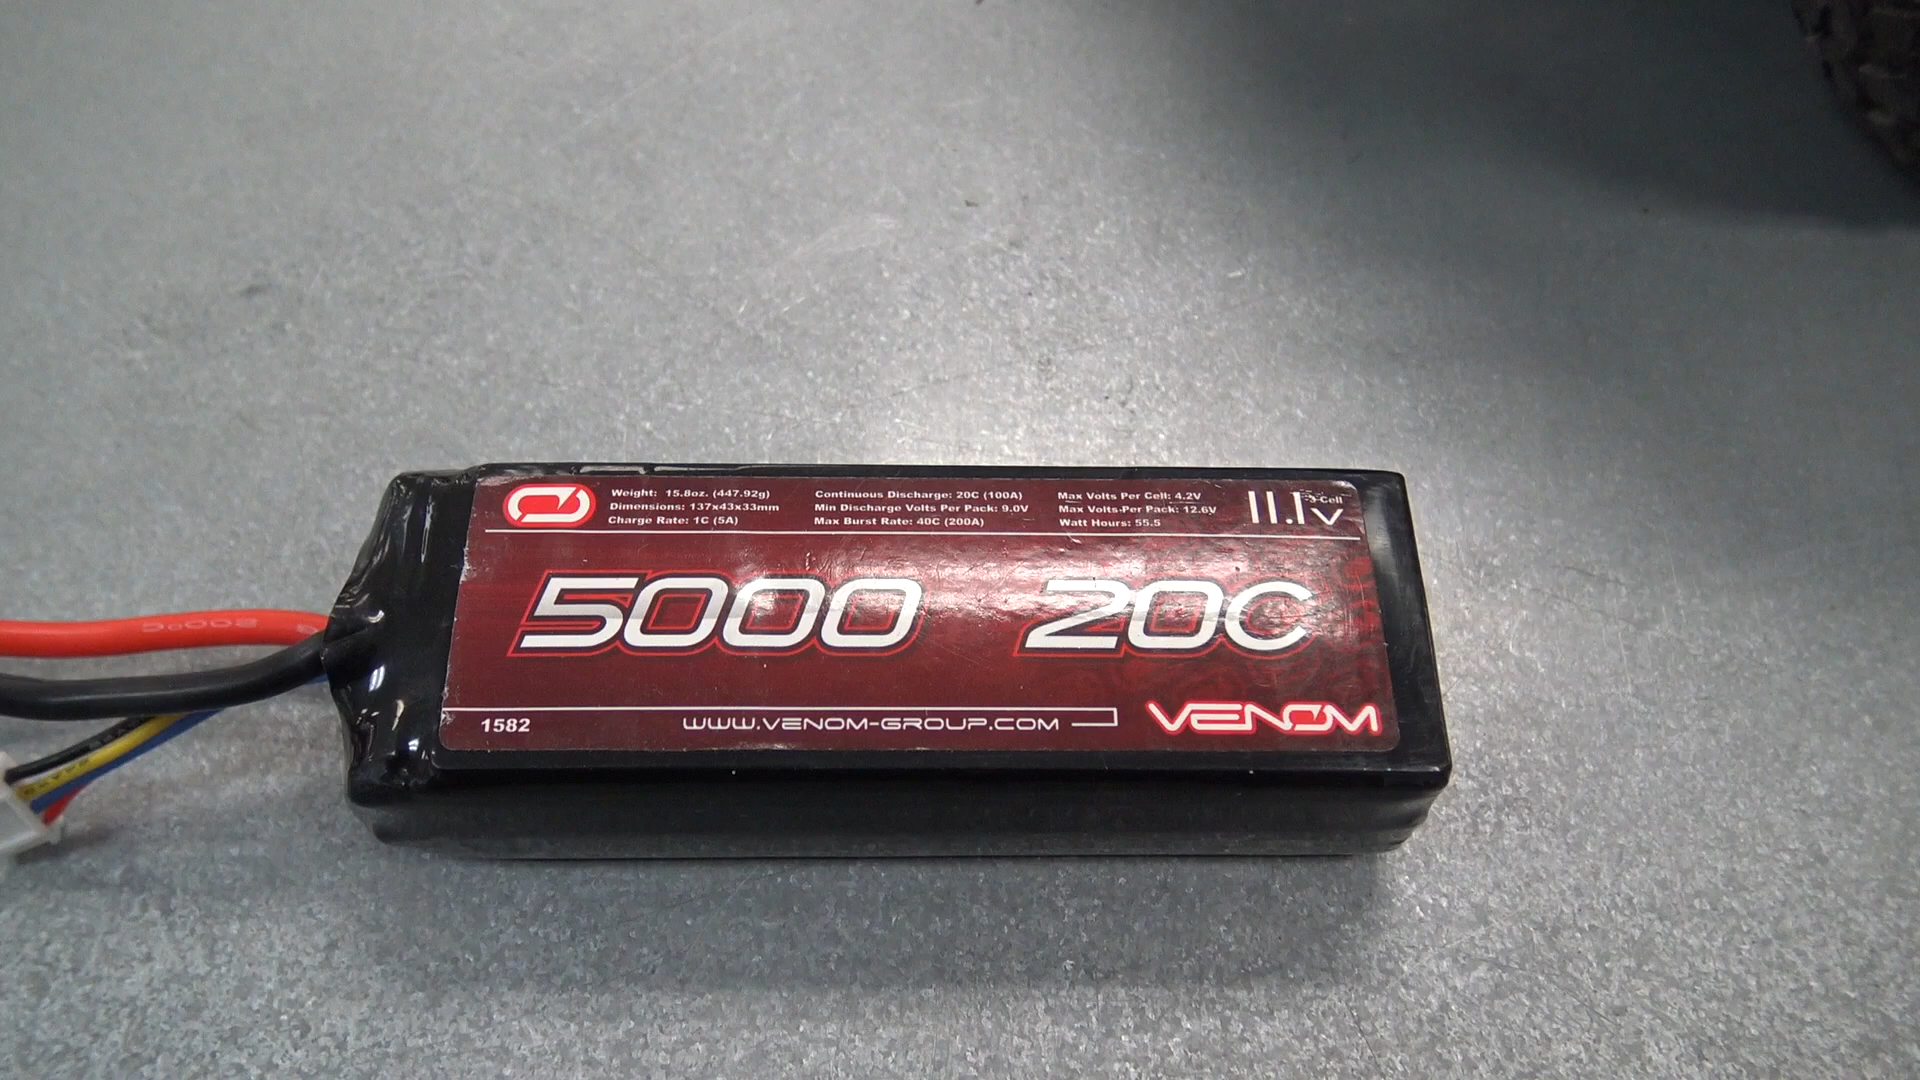 Weight: 15.8oz. (447.92g)
Dimensions: 137x43x33mm
Charge Rate: 1C (5A)
Continuous Discharge: 20C (100A)
Min Discharge Volts Per Pack: 9.0V
Max Burst Rate: 40C (200A)
Max Volts Per Cell: 4.2V
Max Volts Per Pack: 12.6V
Watt Hours: 55.5
11.1V
3-Cell
5000 20C
1582
WWW.VENOM-GROUP.COM
VENOM